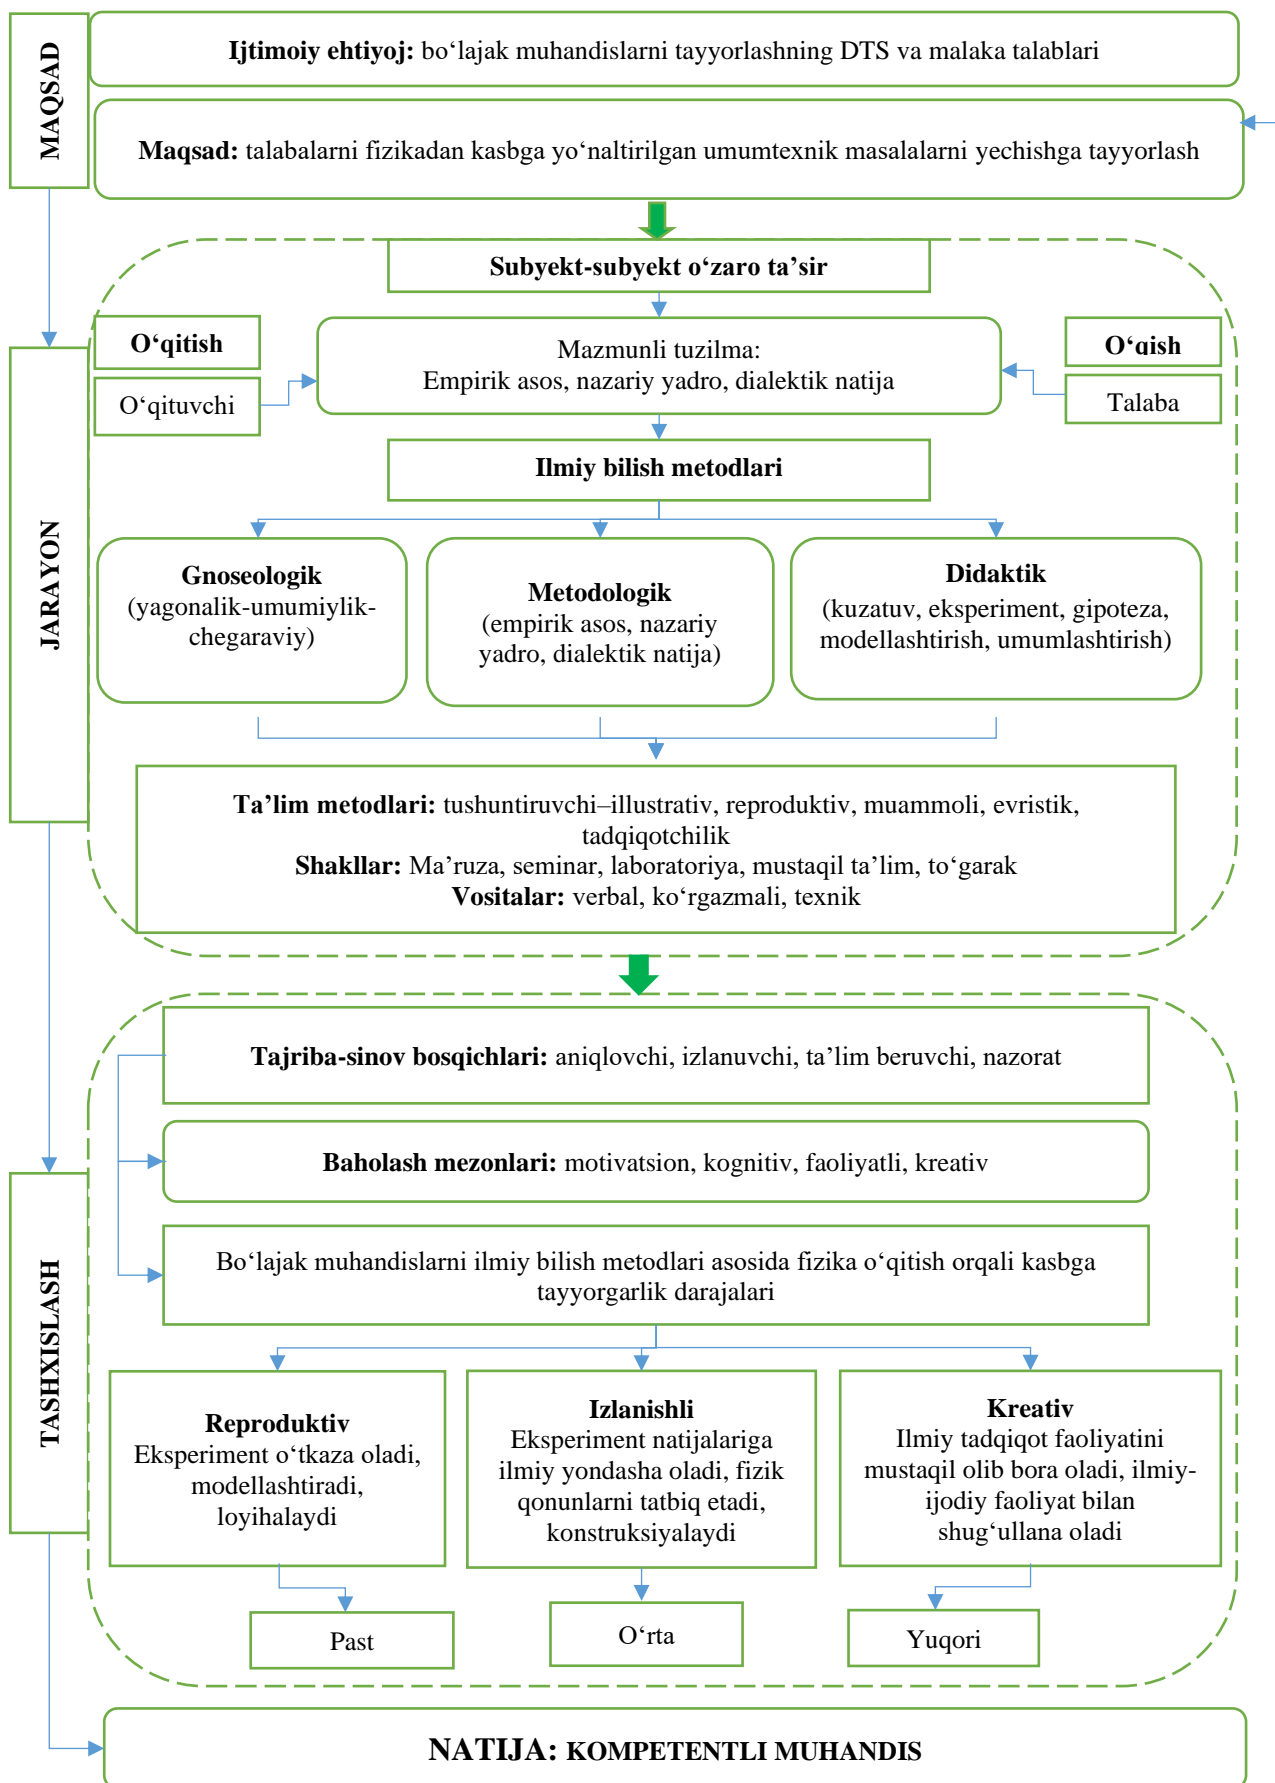 MAQSAD
Ijtimoiy ehtiyoj: bo‘lajak muhandislarni tayyorlashning DTS va malaka talablari
Maqsad: talabalarni fizikadan kasbga yo‘naltirilgan umumtexnik masalalarni yechishga tayyorlash
JARAYON
Subyekt-subyekt o‘zaro ta’sir
O‘qitish
O‘qituvchi
Mazmunli tuzilma:
Empirik asos, nazariy yadro, dialektik natija
O‘qish
Talaba
Ilmiy bilish metodlari
Gnoseologik
(yagonalik-umumiylik-
chegaraviy)
Metodologik
(empirik asos, nazariy
yadro, dialektik natija)
Didaktik
(kuzatuv, eksperiment, gipoteza,
modellashtirish, umumlashtirish)
Ta’lim metodlari: tushuntiruvchi–illustrativ, reproduktiv, muammoli, evristik,
tadqiqotchilik
Shakllar: Ma’ruza, seminar, laboratoriya, mustaqil ta’lim, to‘garak
Vositalar: verbal, ko‘rgazmali, texnik
TASHXISLASH
Tajriba-sinov bosqichlari: aniqlovchi, izlanuvchi, ta’lim beruvchi, nazorat
Baholash mezonlari: motivatsion, kognitiv, faoliyatli, kreativ
Bo‘lajak muhandislarni ilmiy bilish metodlari asosida fizika o‘qitish orqali kasbga
tayyorgarlik darajalari
Reproduktiv
Eksperiment o‘tkaza oladi,
modellashtiradi,
loyihalaydi
Izlanishli
Eksperiment natijalariga
ilmiy yondasha oladi, fizik
qonunlarni tatbiq etadi,
konstruksiyalaydi
Kreativ
Ilmiy tadqiqot faoliyatini
mustaqil olib bora oladi, ilmiy-
ijodiy faoliyat bilan
shug‘ullana oladi
Past
O‘rta
Yuqori
NATIJA: KOMPETENTLI MUHANDIS